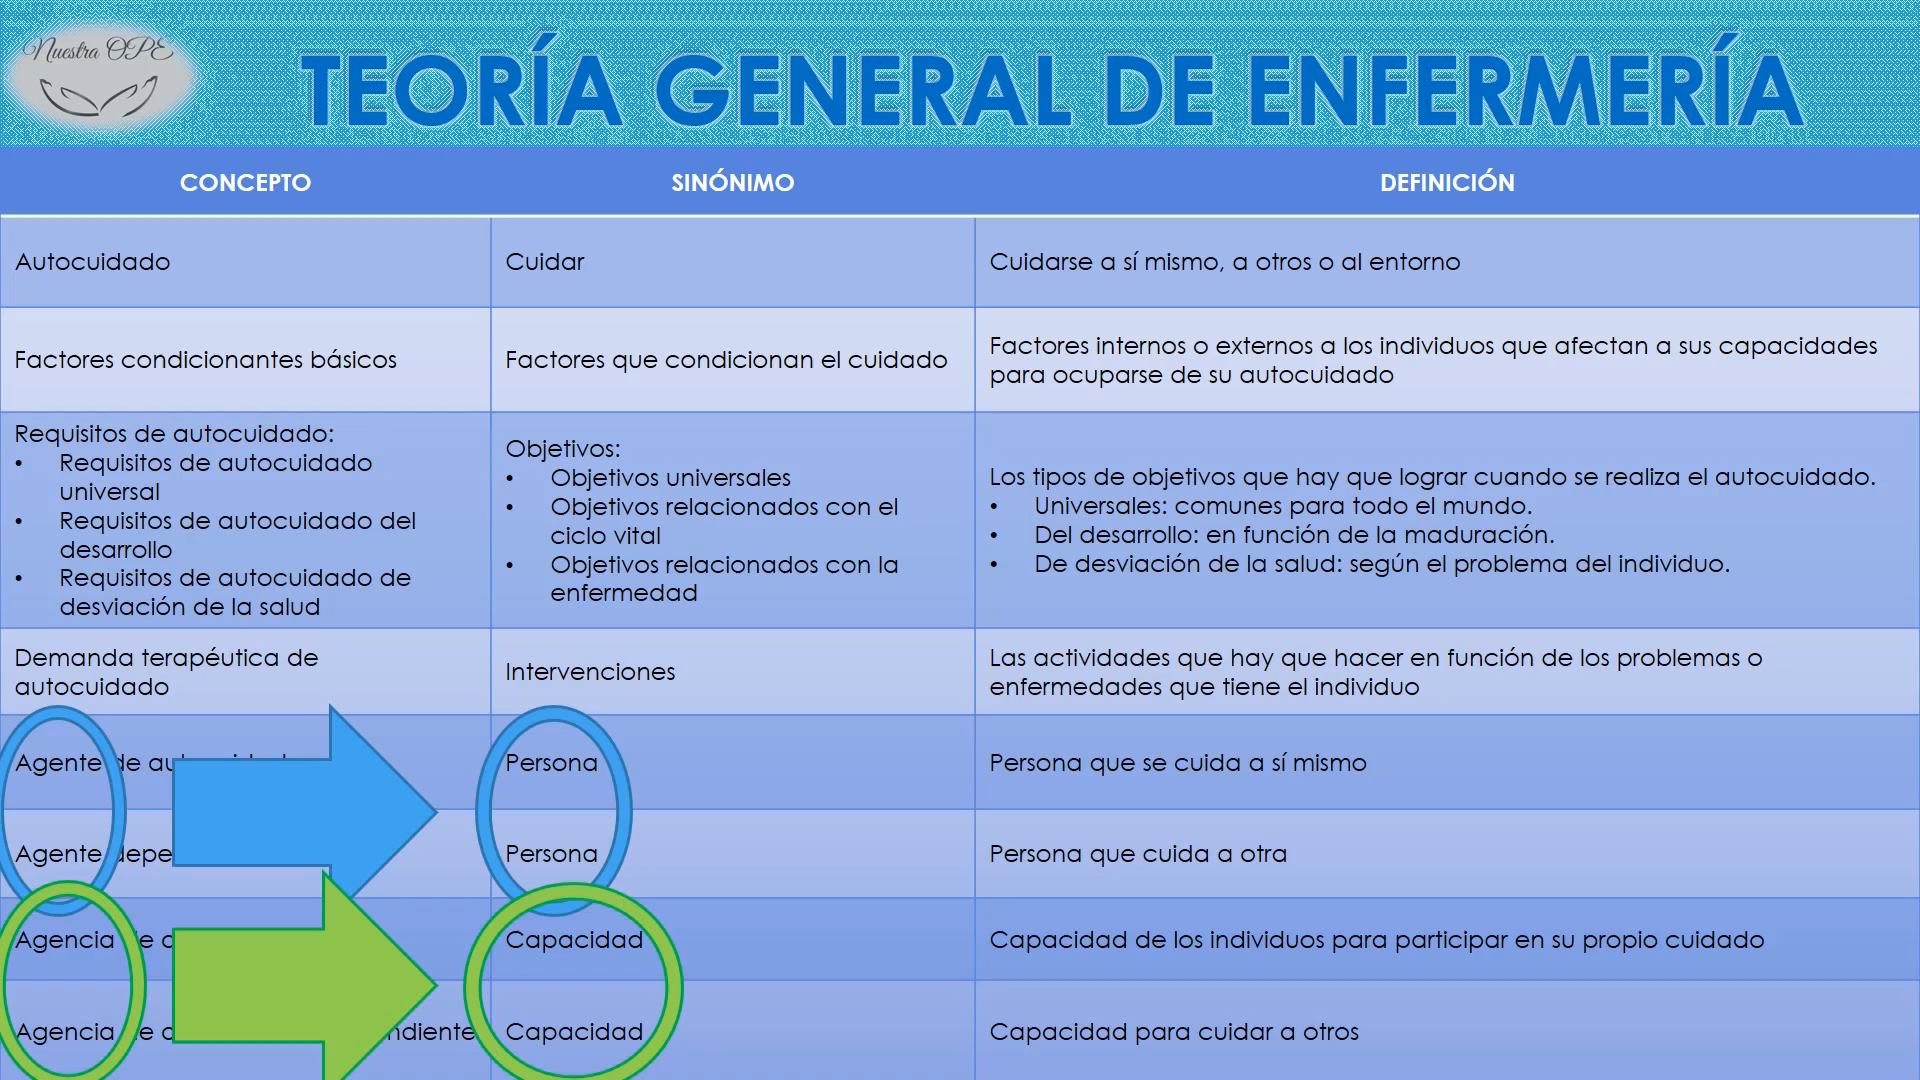 Nuestra OPE
TEORÍA GENERAL DE ENFERMERÍA
CONCEPTO
SINÓNIMO
DEFINICIÓN
Autocuidado
Cuidar
Cuidarse a sí mismo, a otros o al entorno
Factores condicionantes básicos
Factores que condicionan el cuidado
Factores internos o externos a los individuos que afectan a sus capacidades
para ocuparse de su autocuidado
Requisitos de autocuidado:
• Requisitos de autocuidado
universal
• Requisitos de autocuidado del
desarrollo
• Requisitos de autocuidado de
desviación de la salud
Objetivos:
• Objetivos universales
• Objetivos relacionados con el
ciclo vital
• Objetivos relacionados con la
enfermedad
Los tipos de objetivos que hay que lograr cuando se realiza el autocuidado.
• Universales: comunes para todo el mundo.
• Del desarrollo: en función de la maduración.
• De desviación de la salud: según el problema del individuo.
Demanda terapéutica de
autocuidado
Intervenciones
Las actividades que hay que hacer en función de los problemas o
enfermedades que tiene el individuo
Agente de
Persona
Persona que se cuida a sí mismo
Agente
Persona
Persona que cuida a otra
Agencia
Capacidad
Capacidad de los individuos para participar en su propio cuidado
Agencia
Capacidad
Capacidad para cuidar a otros